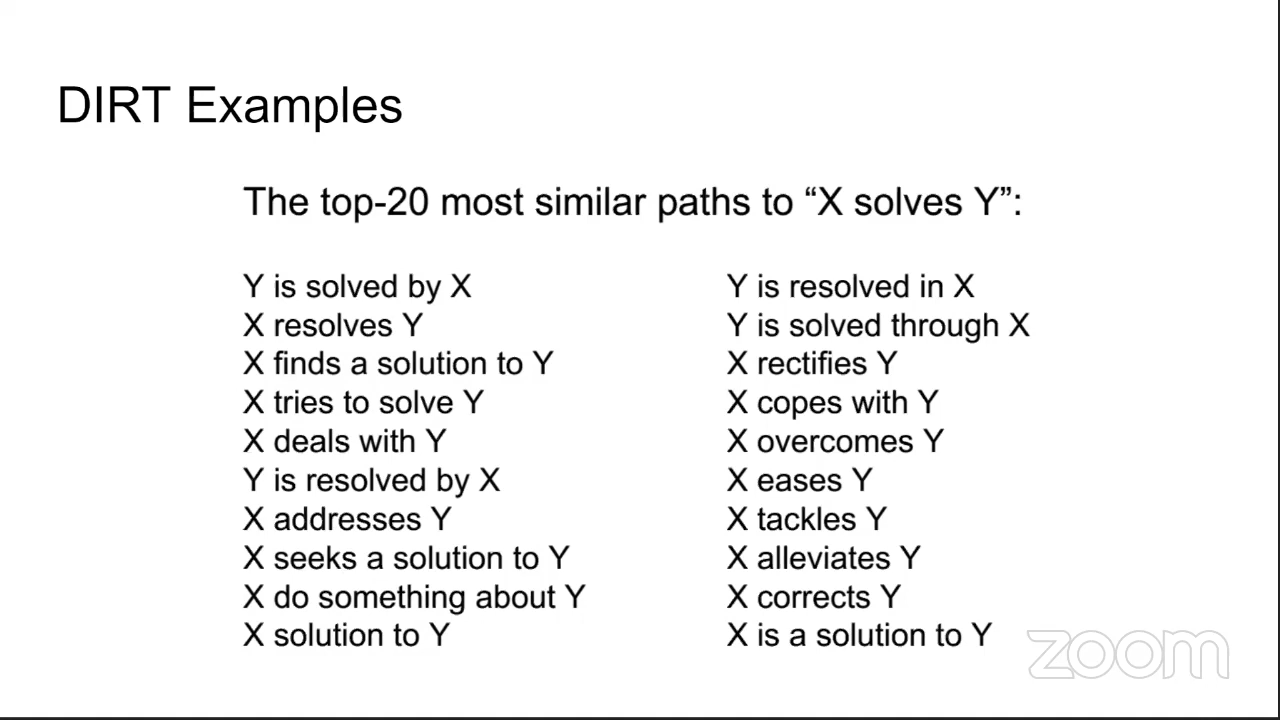 DIRT Examples
The top-20 most similar paths to “X solves Y”:
Y is solved by X
X resolves Y
X finds a solution to Y
X tries to solve Y
X deals with Y
Y is resolved by X
X addresses Y
X seeks a solution to Y
X do something about Y
X solution to Y
Y is resolved in X
Y is solved through X
X rectifies Y
X copes with Y
X overcomes Y
X eases Y
X tackles Y
X alleviates Y
X corrects Y
X is a solution to Y
zoom